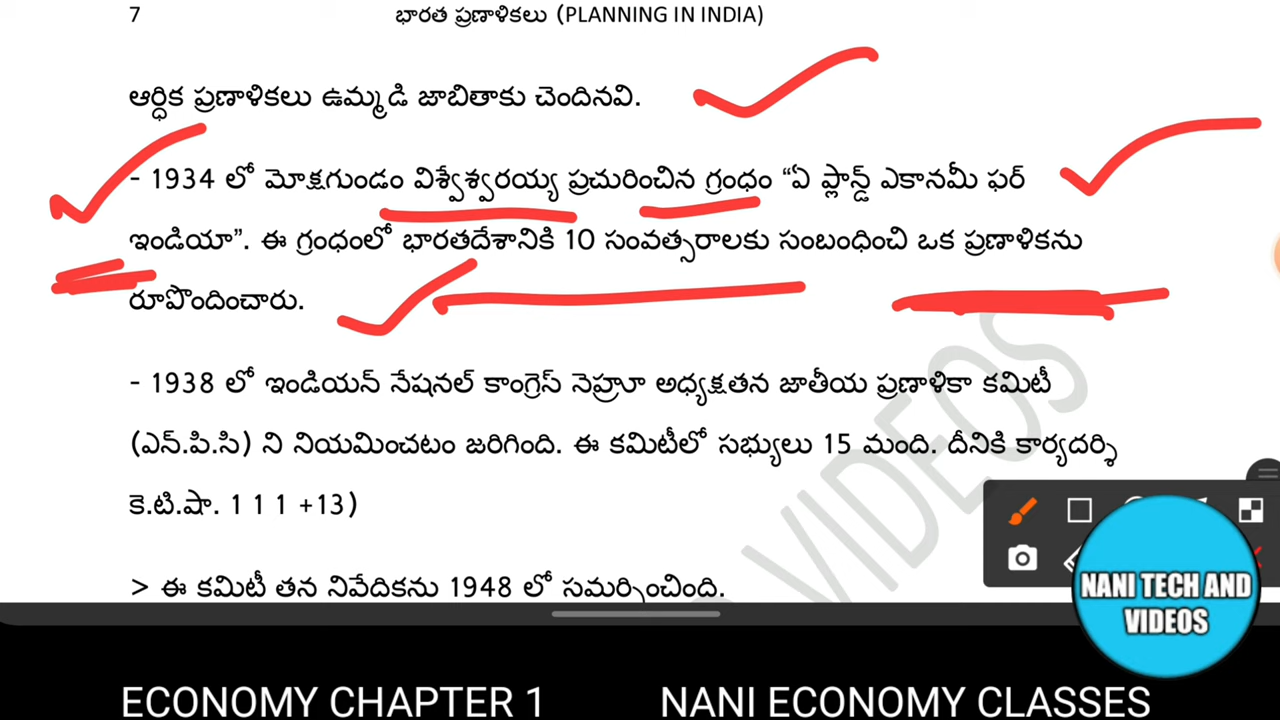 7 భారత ప్రణాళికలు (PLANNING IN INDIA)
ఆర్ధిక ప్రణాళికలు ఉమ్మడి జాబితాకు చెందినవి.
- 1934 లో మోక్షగుండం విశ్వేశ్వరయ్య ప్రచురించిన గ్రంధం “ఏ ప్లాన్డ్ ఎకానమీ ఫర్
ఇండియా”. ఈ గ్రంధంలో భారతదేశానికి 10 సంవత్సరాలకు సంబంధించి ఒక ప్రణాళికను
రూపొందించారు.
- 1938 లో ఇండియన్ నేషనల్ కాంగ్రెస్ నెహ్రూ అధ్యక్షతన జాతీయ ప్రణాళికా కమిటీ
(ఎన్.పి.సి) ని నియమించటం జరిగింది. ఈ కమిటీలో సభ్యులు 15 మంది. దీనికి కార్యదర్శి
కె.టి.షా. 1 1 1 +13)
> ఈ కమిటీ తన నివేదికను 1948 లో సమర్పించింది.
VIDEOS
NANI TECH AND
VIDEOS
ECONOMY CHAPTER 1 NANI ECONOMY CLASSES